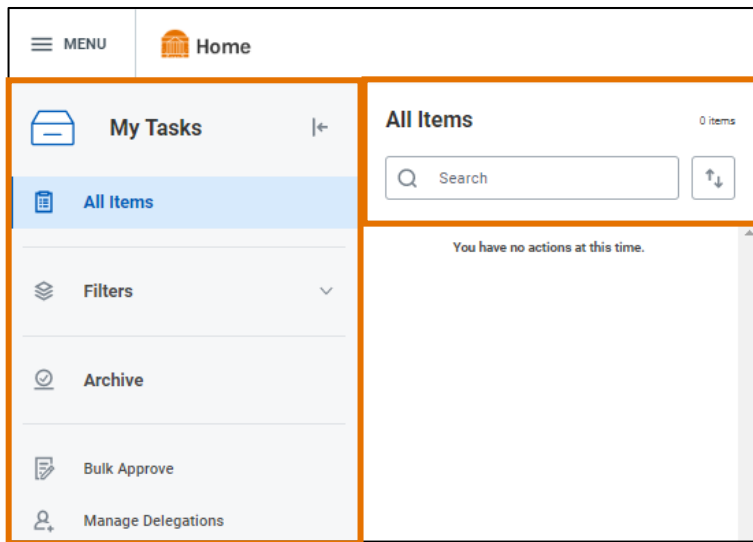 MENU
Home
My Tasks
All Items
Filters
Archive
Bulk Approve
Manage Delegations
All Items
0 items
Search
You have no actions at this time.